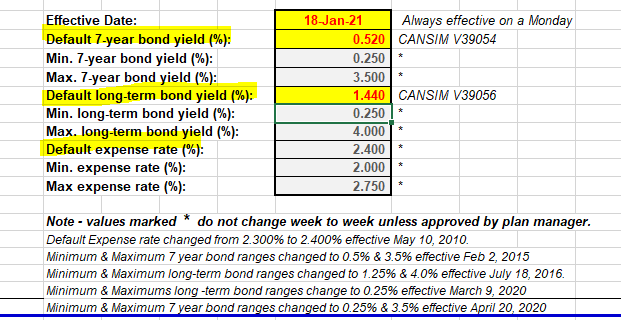 Effective Date: 18-Jan-21 Always effective on a Monday
Default 7-year bond yield (%): 0.520 CANSIM V39054
Min. 7-year bond yield (%): 0.250 *
Max. 7-year bond yield (%): 3.500 *
Default long-term bond yield (%): 1.440 CANSIM V39056
Min. long-term bond yield (%): 0.250 *
Max. long-term bond yield (%): 4.000 *
Default expense rate (%): 2.400 *
Min. expense rate (%): 2.000 *
Max expense rate (%): 2.750 *
Note - values marked * do not change week to week unless approved by plan manager.
Default Expense rate changed from 2.300% to 2.400% effective May 10, 2010.
Minimum & Maximum 7 year bond ranges changed to 0.5% & 3.5% effective Feb 2, 2015
Minimum & Maximum long-term bond ranges changed to 1.25% & 4.0% effective July 18, 2016.
Minimum & Maximums long -term bond ranges change to 0.25% effective March 9, 2020
Minimum & Maximum 7 year bond ranges changed to 0.25% & 3.5% effective April 20, 2020